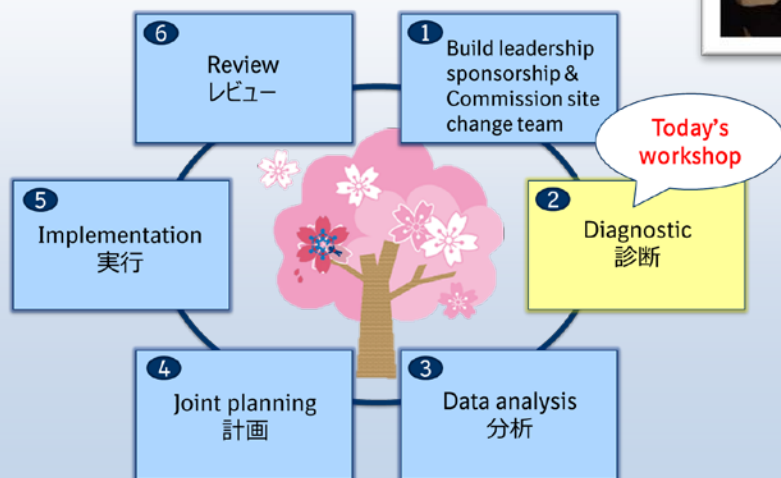 1
Build leadership
sponsorship &
Commission site
change team
Today's
workshop
2
Diagnostic
診断
3
Data analysis
分析
4
Joint planning
計画
5
Implementation
実行
6
Review
レビュー